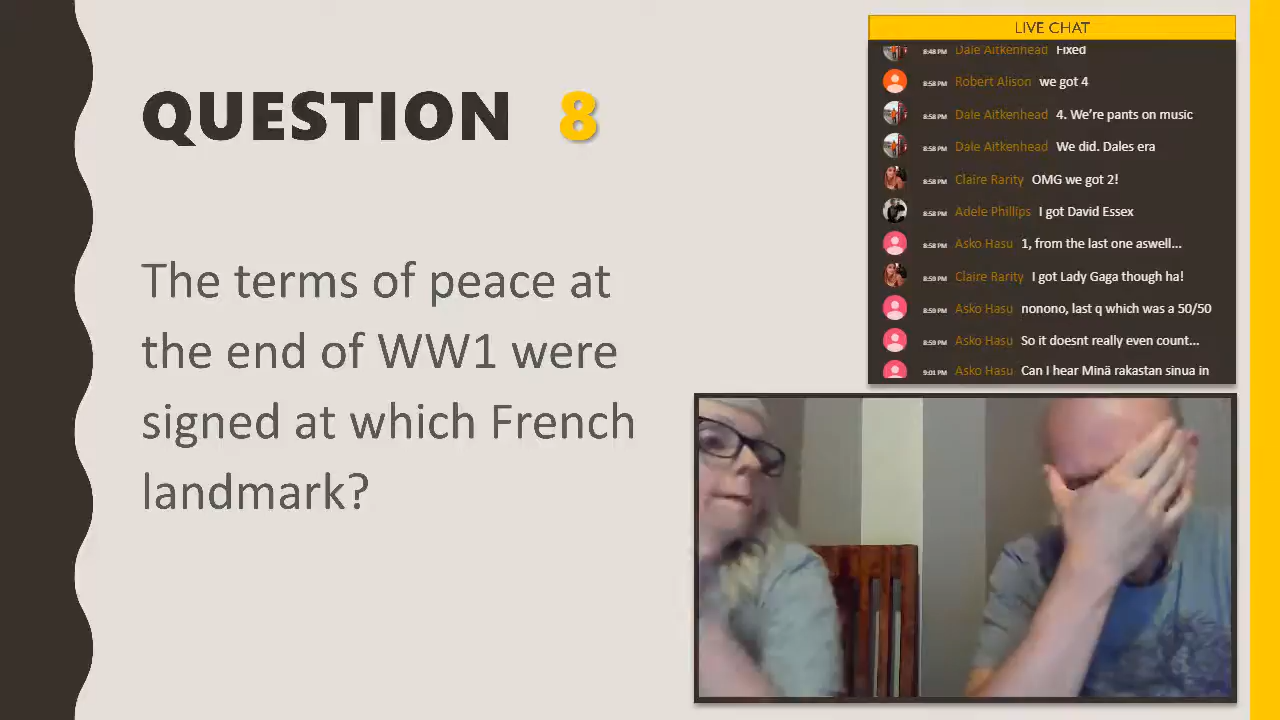 QUESTION 8
The terms of peace at
the end of WW1 were
signed at which French
landmark?
LIVE CHAT
8:48 PM Dale Aitkenhead Fixed
8:58 PM Robert Alison we got 4
8:58 PM Dale Aitkenhead 4. We're pants on music
8:58 PM Dale Aitkenhead We did. Dales era
8:58 PM Claire Rarity OMG we got 2!
8:58 PM Adele Phillips I got David Essex
8:58 PM Asko Hasu 1, from the last one aswell...
8:59 PM Claire Rarity I got Lady Gaga though ha!
8:59 PM Asko Hasu nonono, last q which was a 50/50
8:59 PM Asko Hasu So it doesnt really even count...
9:01 PM Asko Hasu Can I hear Minä rakastan sinua in